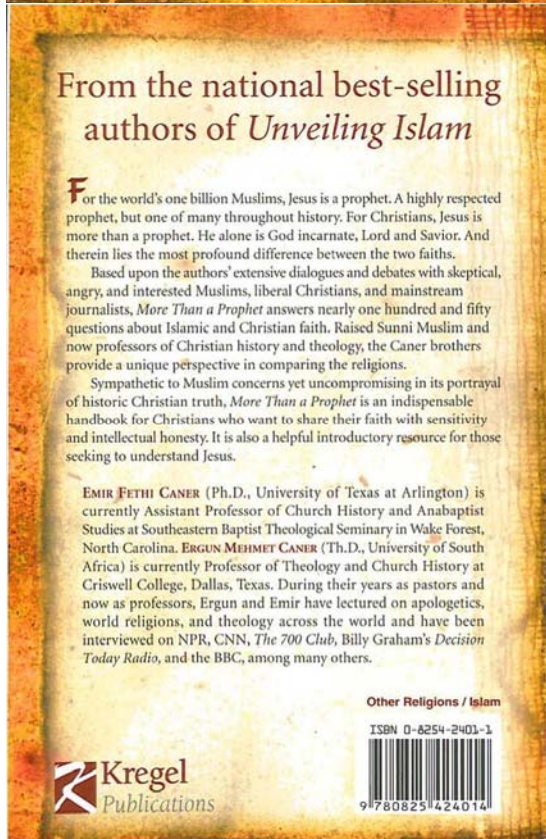 From the national best-selling
authors of Unveiling Islam
For the world's one billion Muslims, Jesus is a prophet. A highly respected
prophet, but one of many throughout history. For Christians, Jesus is
more than a prophet. He alone is God incarnate, Lord and Savior. And
therein lies the most profound difference between the two faiths.
Based upon the authors' extensive dialogues and debates with skeptical,
angry, and interested Muslims, liberal Christians, and mainstream
journalists, More Than a Prophet answers nearly one hundred and fifty
questions about Islamic and Christian faith. Raised Sunni Muslim and
now professors of Christian history and theology, the Caner brothers
provide a unique perspective in comparing the religions.
Sympathetic to Muslim concerns yet uncompromising in its portrayal
of historic Christian truth, More Than a Prophet is an indispensable
handbook for Christians who want to share their faith with sensitivity
and intellectual honesty. It is also a helpful introductory resource for those
seeking to understand Jesus.
EMIR FETHI CANER (Ph.D., University of Texas at Arlington) is
currently Assistant Professor of Church History and Anabaptist
Studies at Southeastern Baptist Theological Seminary in Wake Forest,
North Carolina. ERGUN MEHMET CANER (Th.D., University of South
Africa) is currently Professor of Theology and Church History at
Criswell College, Dallas, Texas. During their years as pastors and
now as professors, Ergun and Emir have lectured on apologetics,
world religions, and theology across the world and have been
interviewed on NPR, CNN, The 700 Club, Billy Graham's Decision
Today Radio, and the BBC, among many others.
Other Religions / Islam
ISBN 0-8254-2401-1
9 780825 424014
Kregel
Publications